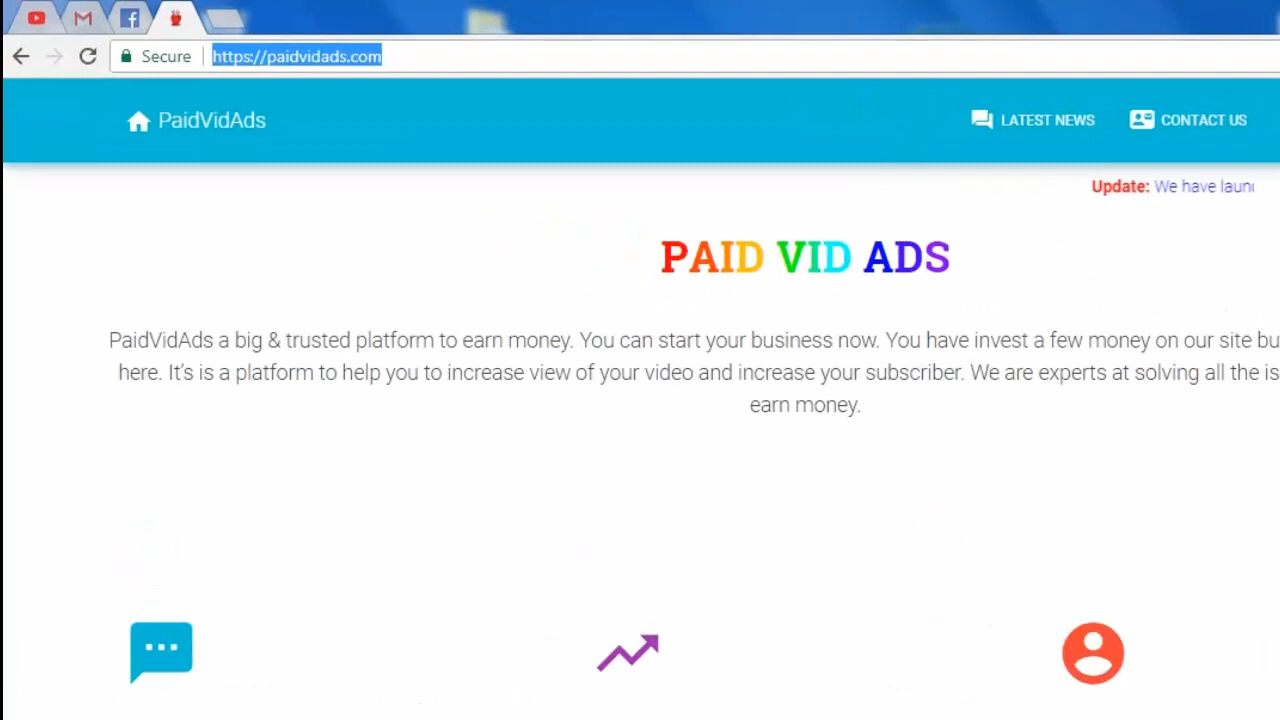 Secure https://paidvidads.com
PaidVidAds LATEST NEWS CONTACT US
Update: We have laun
PAID VID ADS
PaidVidAds a big & trusted platform to earn money. You can start your business now. You have invest a few money on our site bu
here. It's is a platform to help you to increase view of your video and increase your subscriber. We are experts at solving all the is
earn money.